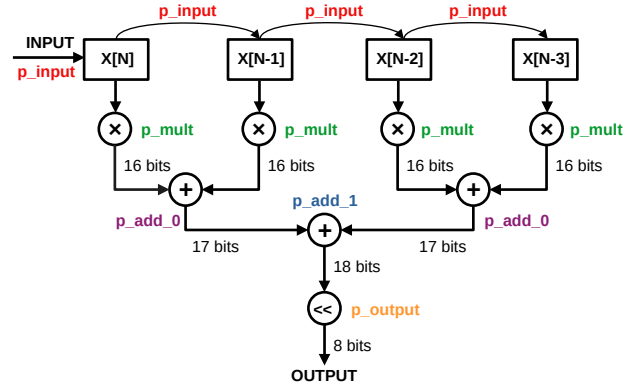 p_input p_input p_input
INPUT
p_input
X[N] X[N-1] X[N-2] X[N-3]
× p_mult × p_mult × p_mult × p_mult
16 bits 16 bits 16 bits 16 bits
+ +
p_add_0 p_add_1 p_add_0
+
17 bits 17 bits
18 bits
<< p_output
8 bits
OUTPUT